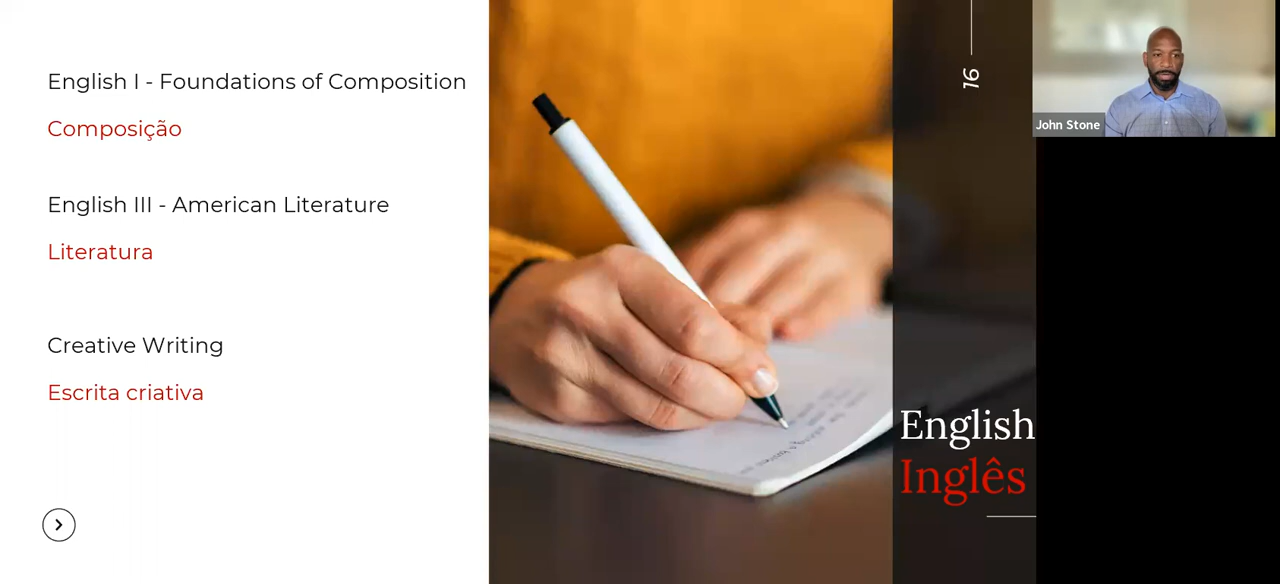 English I - Foundations of Composition
Composição
English III - American Literature
Literatura
Creative Writing
Escrita criativa
16
English
Inglês
John Stone